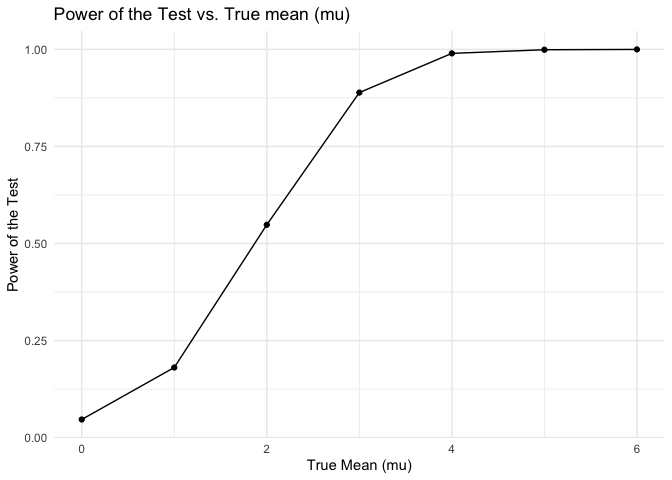 Power of the Test vs. True mean (mu)
1.00
0.75
0.50
0.25
0.00
Power of the Test
0 2 4 6
True Mean (mu)